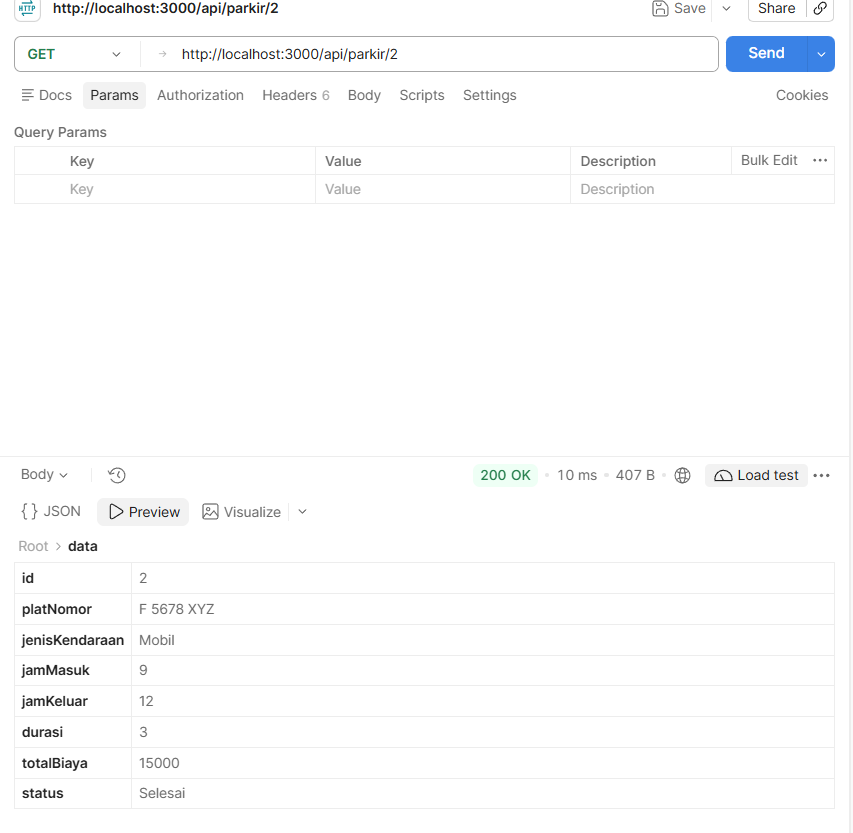 HTTP http://localhost:3000/api/parkir/2 Save Share
GET http://localhost:3000/api/parkir/2 Send
Docs Params Authorization Headers 6 Body Scripts Settings Cookies
Query Params
Key Value Description Bulk Edit
Key Value Description
Body 200 OK 10 ms 407 B Load test
{} JSON Preview Visualize
Root > data
id 2
platNomor F 5678 XYZ
jenisKendaraan Mobil
jamMasuk 9
jamKeluar 12
durasi 3
totalBiaya 15000
status Selesai